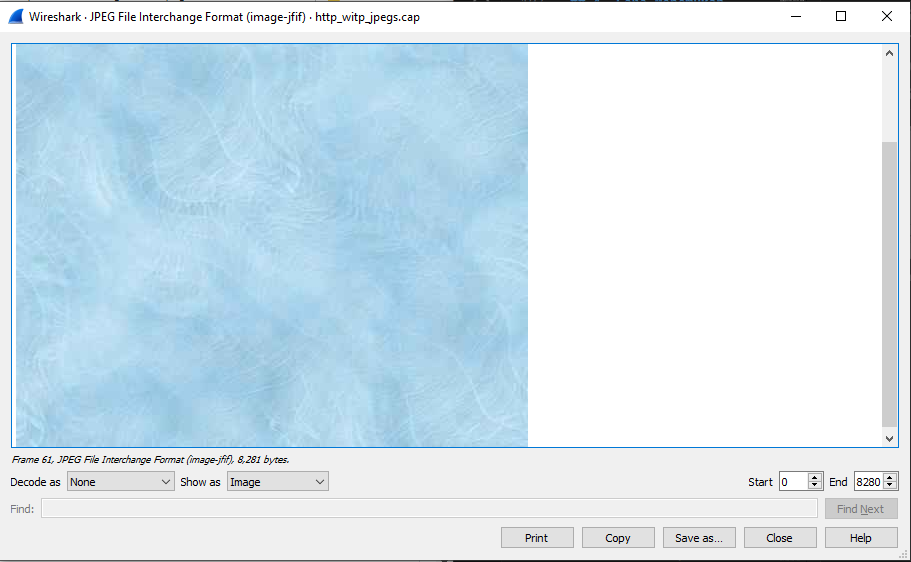 Wireshark · JPEG File Interchange Format (image-jfif) · http_witp_jpegs.cap
Frame 61, JPEG File Interchange Format (image-jfif), 8,281 bytes.
Decode as None Show as Image Start 0 End 8280
Find: Find Next
Print Copy Save as... Close Help